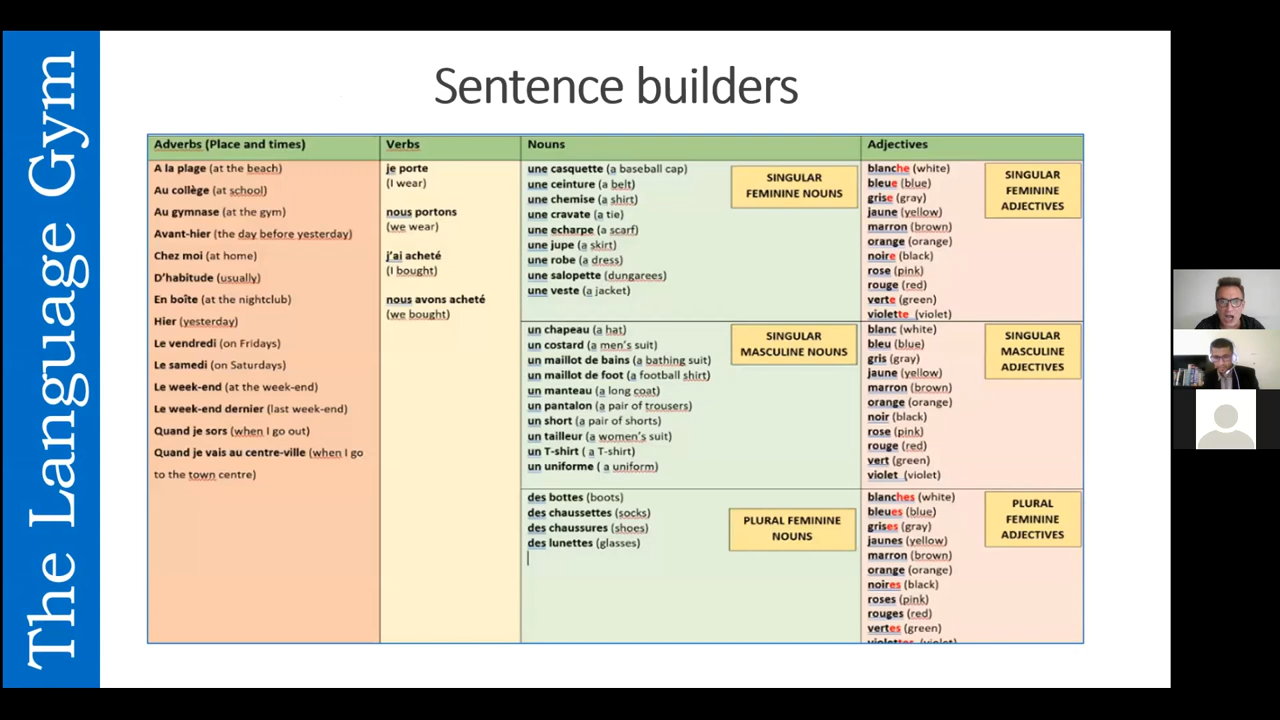 The Language Gym
Sentence builders
Adverbs (Place and times)
A la plage (at the beach)
Au collège (at school)
Au gymnase (at the gym)
Avant-hier (the day before yesterday)
Chez moi (at home)
D'habitude (usually)
En boîte (at the nightclub)
Hier (yesterday)
Le vendredi (on Fridays)
Le samedi (on Saturdays)
Le week-end (at the week-end)
Le week-end dernier (last week-end)
Quand je sors (when I go out)
Quand je vais au centre-ville (when I go
to the town centre)
Verbs
je porte
(I wear)
nous portons
(we wear)
j'ai acheté
(I bought)
nous avons acheté
(we bought)
Nouns
une casquette (a baseball cap)
une ceinture (a belt)
une chemise (a shirt)
une cravate (a tie)
une echarpe (a scarf)
une jupe (a skirt)
une robe (a dress)
une salopette (dungarees)
une veste (a jacket)
SINGULAR
FEMININE NOUNS
un chapeau (a hat)
un costard (a men's suit)
un maillot de bains (a bathing suit)
un maillot de foot (a football shirt)
un manteau (a long coat)
un pantalon (a pair of trousers)
un short (a pair of shorts)
un tailleur (a women's suit)
un T-shirt ( a T-shirt)
un uniforme ( a uniform)
SINGULAR
MASCULINE NOUNS
des bottes (boots)
des chaussettes (socks)
des chaussures (shoes)
des lunettes (glasses)
PLURAL FEMININE
NOUNS
Adjectives
blanche (white)
bleue (blue)
grise (gray)
jaune (yellow)
marron (brown)
orange (orange)
noire (black)
rose (pink)
rouge (red)
verte (green)
violette (violet)
SINGULAR
FEMININE
ADJECTIVES
blanc (white)
bleu (blue)
gris (gray)
jaune (yellow)
marron (brown)
orange (orange)
noir (black)
rose (pink)
rouge (red)
vert (green)
violet (violet)
SINGULAR
MASCULINE
ADJECTIVES
blanches (white)
bleues (blue)
grises (gray)
jaunes (yellow)
marron (brown)
orange (orange)
noires (black)
roses (pink)
rouges (red)
vertes (green)
violettes (violet)
PLURAL
FEMININE
ADJECTIVES